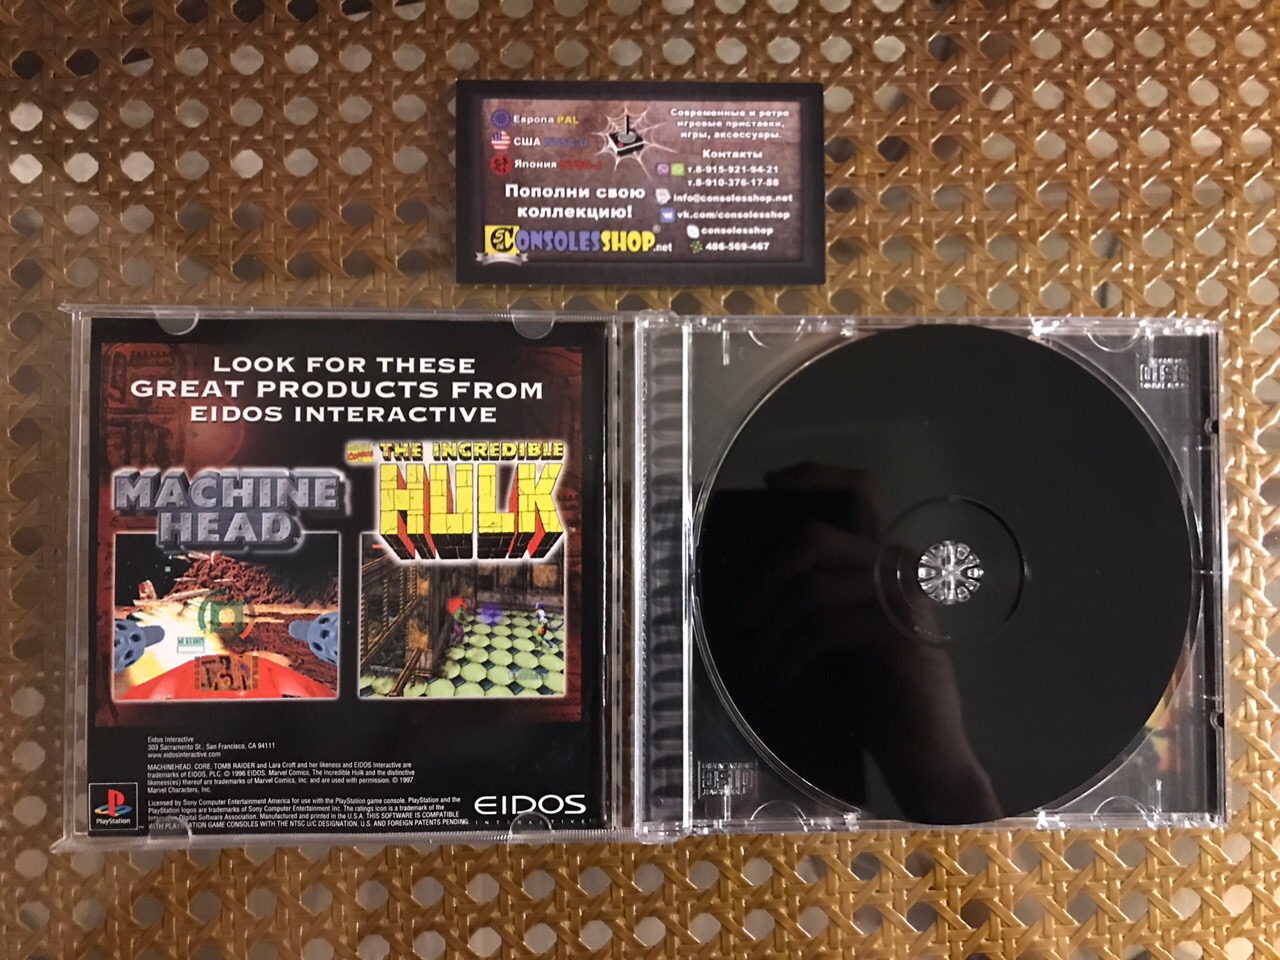 Европа PAL
США
Япония
Пополни свою
коллекцию!
CONSOLESSHOP.net
Современные и ретро
игровые приставки,
игры, аксессуары.
Контакты
т.8-915-921-94-21
т.8-910-376-17-88
info@consolesshop.net
vk.com/consolesshop
consolesshop
486-569-467
LOOK FOR THESE
GREAT PRODUCTS FROM
EIDOS INTERACTIVE
MACHINE
HEAD
THE INCREDIBLE
HULK
Eidos Interactive
303 Sacramento St., San Francisco, CA 94111
www.eidosinteractive.com
MACHINEHEAD, CORE, TOMB RAIDER and Lara Croft and her likeness and EIDOS Interactive are
trademarks of EIDOS, PLC. © 1996 EIDOS. Marvel Comics, The Incredible Hulk and the distinctive
likeness(es) thereof are trademarks of Marvel Comics, Inc. and are used with permission. © 1997
Marvel Characters, Inc.
Licensed by Sony Computer Entertainment America for use with the PlayStation game console. PlayStation and the
PlayStation logos are trademarks of Sony Computer Entertainment Inc. The ratings icon is a trademark of the
Interactive Digital Software Association. Manufactured and printed in the U.S.A. THIS SOFTWARE IS COMPATIBLE
WITH PLAYSTATION GAME CONSOLES WITH THE NTSC U/C DESIGNATION. U.S. AND FOREIGN PATENTS PENDING.
PlayStation
EIDOS
INTERACTIVE